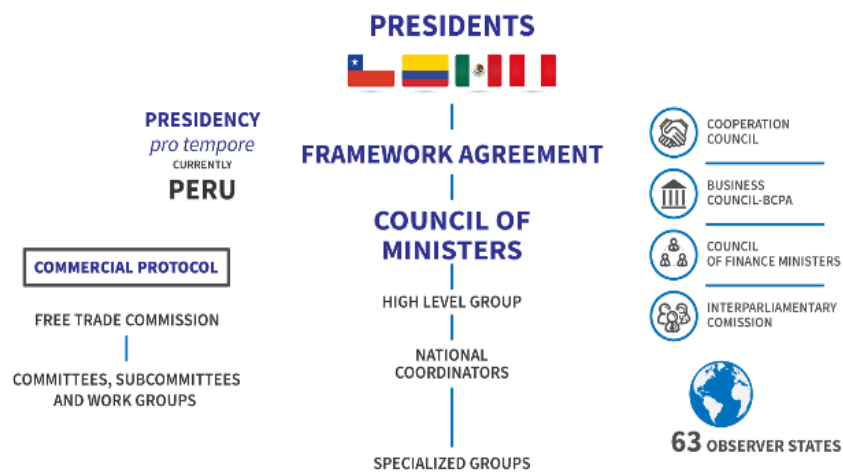 PRESIDENTS
PRESIDENCY
pro tempore
CURRENTLY
PERU
FRAMEWORK AGREEMENT
COUNCIL OF
MINISTERS
HIGH LEVEL GROUP
NATIONAL
COORDINATORS
SPECIALIZED GROUPS
COMMERCIAL PROTOCOL
FREE TRADE COMMISSION
COMMITTEES, SUBCOMMITTEES
AND WORK GROUPS
COOPERATION
COUNCIL
BUSINESS
COUNCIL-BCPA
COUNCIL
OF FINANCE MINISTERS
INTERPARLIAMENTARY
COMISSION
63 OBSERVER STATES